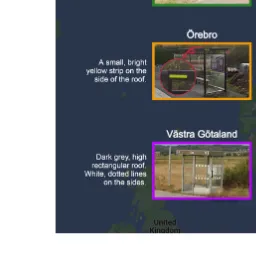 Örebro
A small, bright
yellow strip on the
side of the roof.
Västra Götaland
Dark grey, high
rectangular roof.
White, dotted lines
on the sides.
United
Kingdom